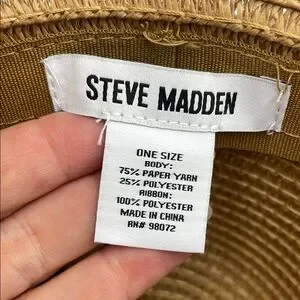 STEVE MADDEN
ONE SIZE
BODY:
75% PAPER YARN
25% POLYESTER
RIBBON:
100% POLYESTER
MADE IN CHINA
RN# 98072